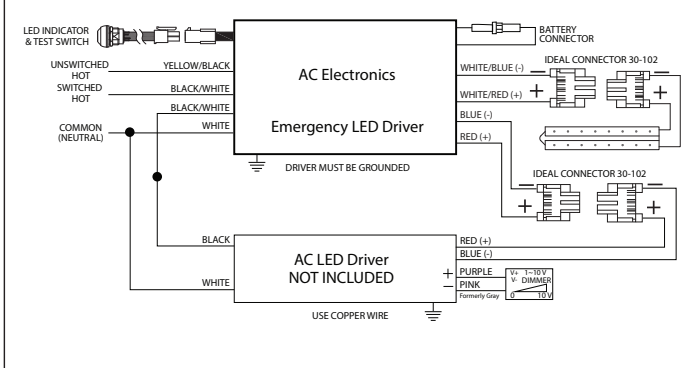 LED INDICATOR
& TEST SWITCH
BATTERY
CONNECTOR
UNSWITCHED
HOT
YELLOW/BLACK
SWITCHED
HOT
BLACK/WHITE
BLACK/WHITE
COMMON
(NEUTRAL)
WHITE
AC Electronics
Emergency LED Driver
DRIVER MUST BE GROUNDED
WHITE/BLUE (-)
WHITE/RED (+)
BLUE (-)
RED (+)
IDEAL CONNECTOR 30-102
− −
+ +
IDEAL CONNECTOR 30-102
− −
+ +
BLACK
WHITE
AC LED Driver
NOT INCLUDED
USE COPPER WIRE
RED (+)
BLUE (-)
+ PURPLE
− PINK
Formerly Gray
V+ 1~10 V
V- DIMMER
0 10 V